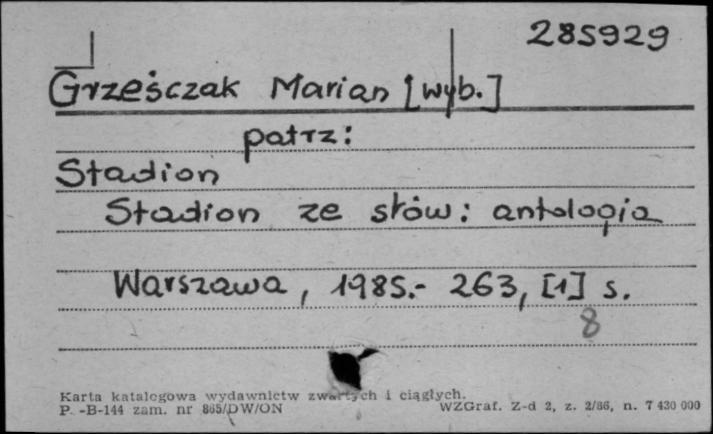 285929
Grześczak Marian [wyb.]
patrz:
Stadion
Stadion ze słów: antologia
Warszawa, 1985.- 263, [1] s.
8
Karta katalogowa wydawnictw zwartych i ciągłych.
P. -B-144 zam. nr 865/DW/ON WZGraf. Z-d 2, z. 2/86, n. 7 430 000